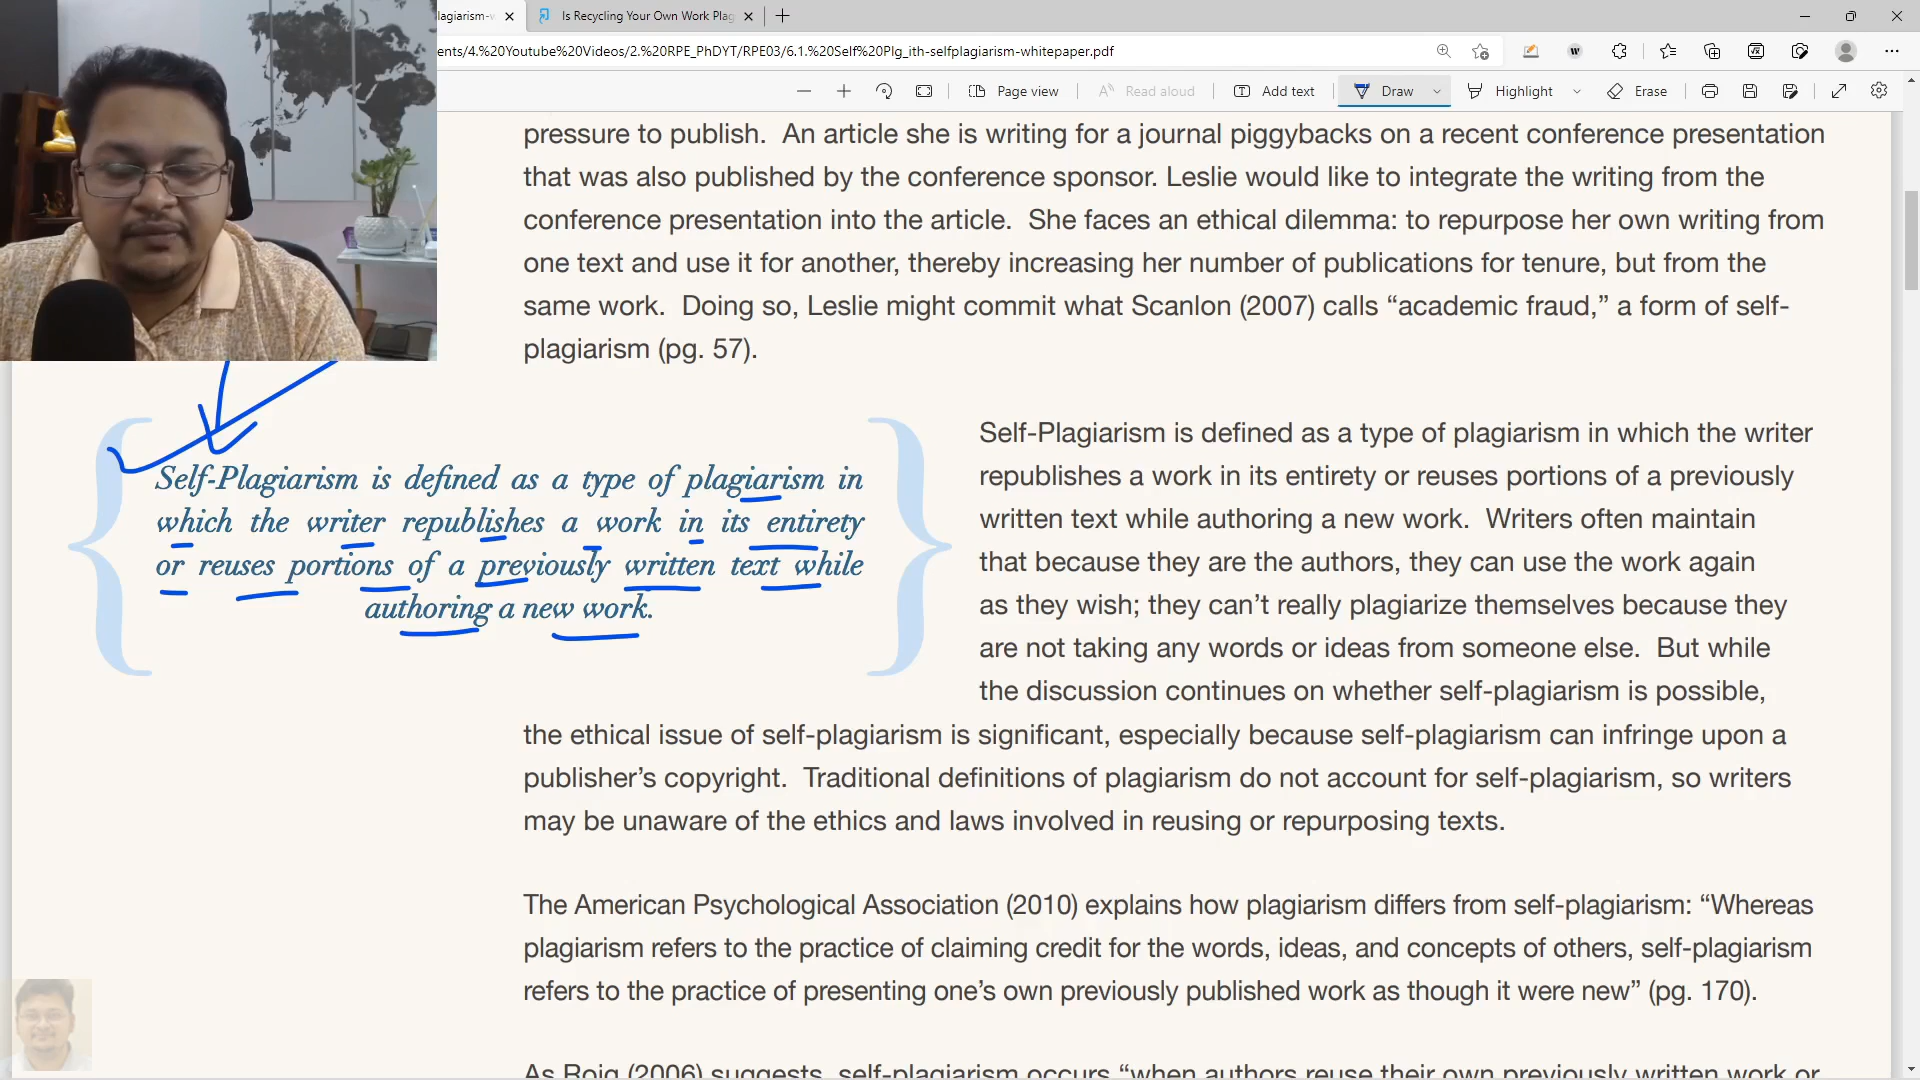 lagiarism-w
Is Recycling Your Own Work Plag
ents/4.%20Youtube%20Videos/2.%20RPE_PhDYT/RPE03/6.1.%20Self%20Plg_ith-selfplagiarism-whitepaper.pdf
Page view
Read aloud
Add text
Draw
Highlight
Erase
pressure to publish. An article she is writing for a journal piggybacks on a recent conference presentation
that was also published by the conference sponsor. Leslie would like to integrate the writing from the
conference presentation into the article. She faces an ethical dilemma: to repurpose her own writing from
one text and use it for another, thereby increasing her number of publications for tenure, but from the
same work. Doing so, Leslie might commit what Scanlon (2007) calls “academic fraud,” a form of self-
plagiarism (pg. 57).
Self-Plagiarism is defined as a type of plagiarism in
which the writer republishes a work in its entirety
or reuses portions of a previously written text while
authoring a new work.
Self-Plagiarism is defined as a type of plagiarism in which the writer
republishes a work in its entirety or reuses portions of a previously
written text while authoring a new work. Writers often maintain
that because they are the authors, they can use the work again
as they wish; they can’t really plagiarize themselves because they
are not taking any words or ideas from someone else. But while
the discussion continues on whether self-plagiarism is possible,
the ethical issue of self-plagiarism is significant, especially because self-plagiarism can infringe upon a
publisher’s copyright. Traditional definitions of plagiarism do not account for self-plagiarism, so writers
may be unaware of the ethics and laws involved in reusing or repurposing texts.
The American Psychological Association (2010) explains how plagiarism differs from self-plagiarism: “Whereas
plagiarism refers to the practice of claiming credit for the words, ideas, and concepts of others, self-plagiarism
refers to the practice of presenting one’s own previously published work as though it were new” (pg. 170).
As Roig (2006) suggests, self-plagiarism occurs “when authors reuse their own previously written work or